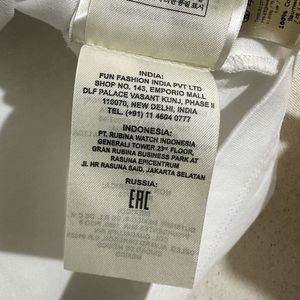 INDIA:
FUN FASHION INDIA PVT LTD
SHOP NO. 143, EMPORIO MALL
DLF PALACE VASANT KUNJ, PHASE II
110070, NEW DELHI, INDIA
TEL. (+91) 11 4604 0777
INDONESIA:
PT. RUBINA WATCH INDONESIA
GENERALI TOWER.23RD FLOOR,
GRAN RUBINA BUSINESS PARK AT
RASUNA EPICENTRUM
JL HR RASUNA SAID, JAKARTA SELATAN
RUSSIA:
EAC
100% Co